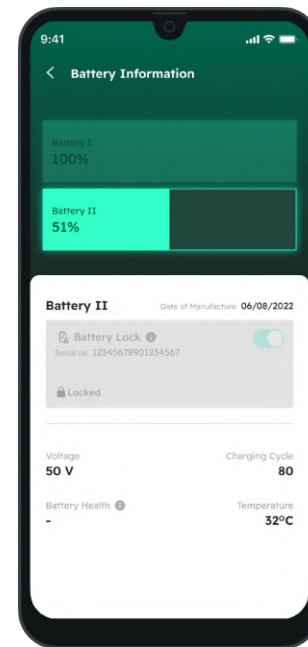 9:41
Battery Information
Battery I
100%
Battery II
51%
Battery II Date of Manufacture 06/08/2022
Battery Lock
Serial no. 12345678901234567
Locked
Voltage Charging Cycle
50 V 80
Battery Health Temperature
- 32°C